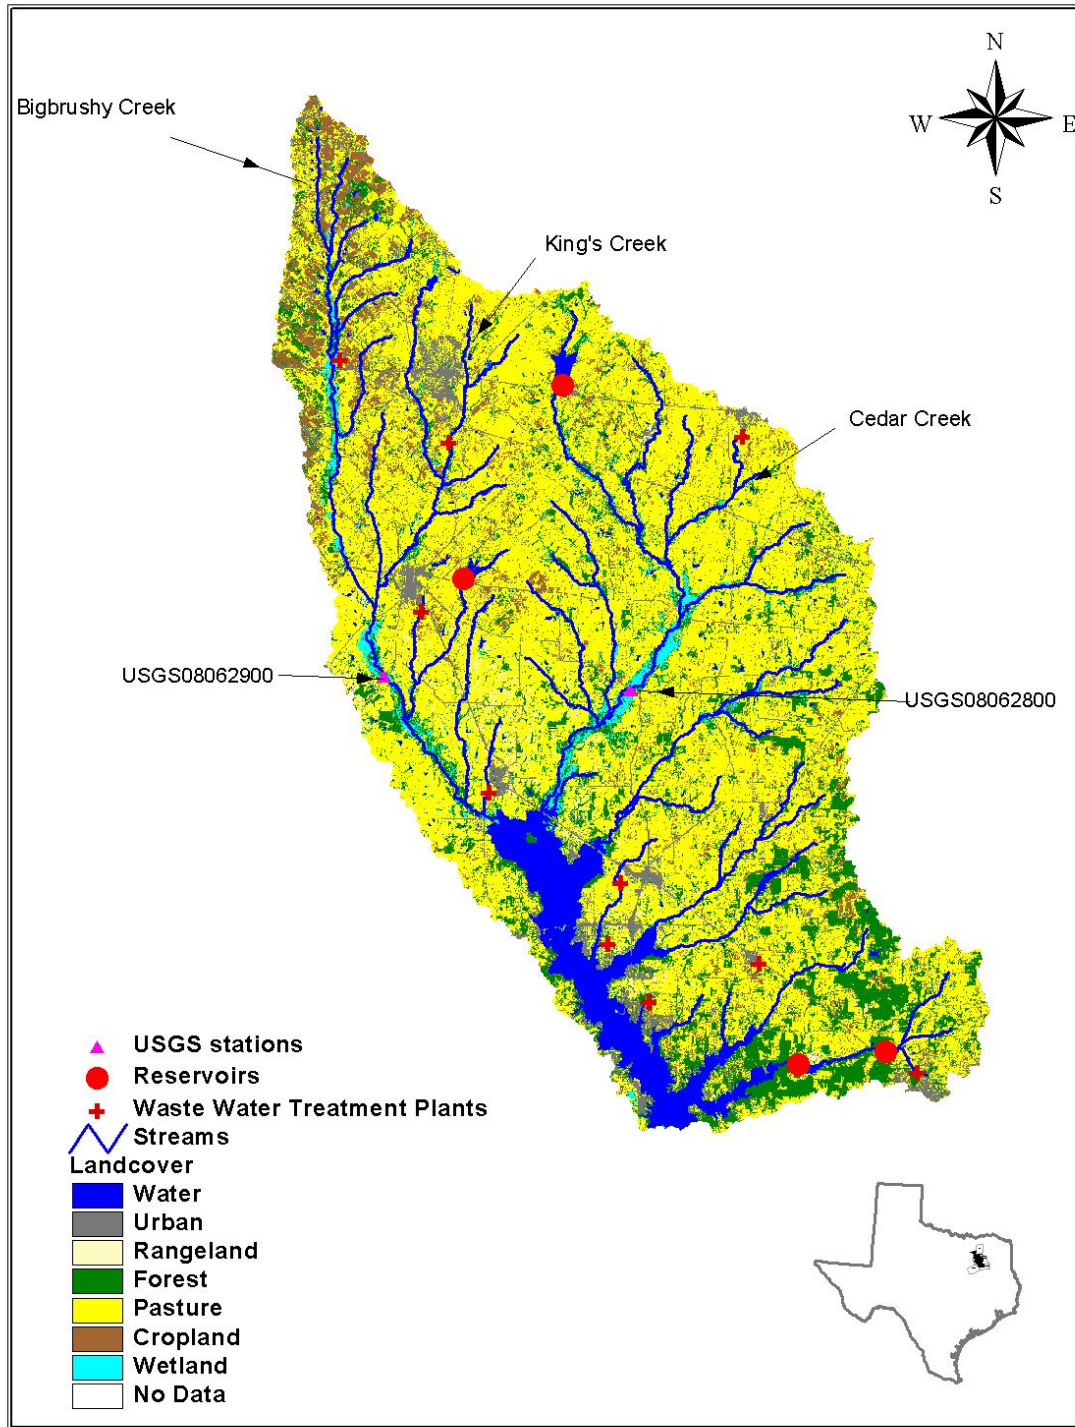 N
W
E
S
Bigbrushy Creek
King's Creek
Cedar Creek
USGS08062900
USGS08062800
USGS stations
Reservoirs
Waste Water Treatment Plants
Streams
Landcover
Water
Urban
Rangeland
Forest
Pasture
Cropland
Wetland
No Data